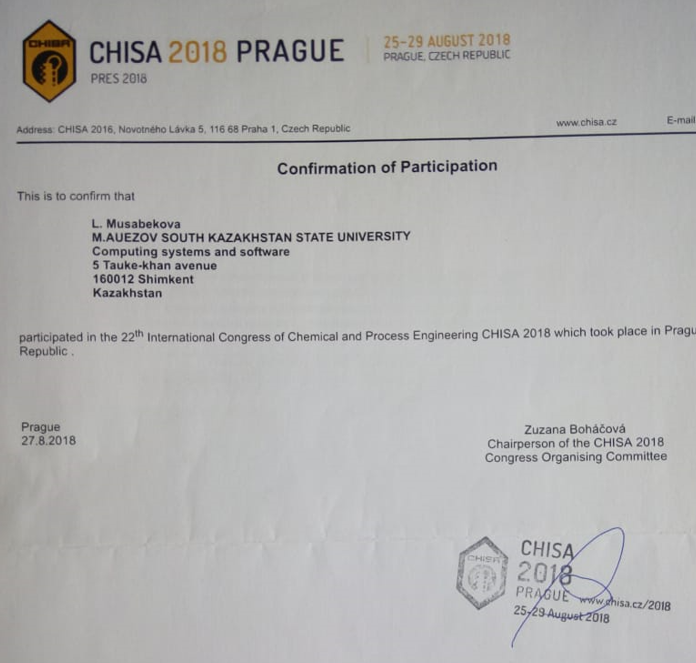 CHISA
CHISA 2018 PRAGUE
PRES 2018
25-29 AUGUST 2018
PRAGUE, CZECH REPUBLIC
Address: CHISA 2016, Novotného Lávka 5, 116 68 Praha 1, Czech Republic
www.chisa.cz
E-mail
Confirmation of Participation
This is to confirm that
L. Musabekova
M.AUEZOV SOUTH KAZAKHSTAN STATE UNIVERSITY
Computing systems and software
5 Tauke-khan avenue
160012 Shimkent
Kazakhstan
participated in the 22th International Congress of Chemical and Process Engineering CHISA 2018 which took place in Pragu
Republic .
Prague
27.8.2018
Zuzana Boháčová
Chairperson of the CHISA 2018
Congress Organising Committee
CHISA
CHISA
2018
PRAGUE www.chisa.cz/2018
25-29 August 2018